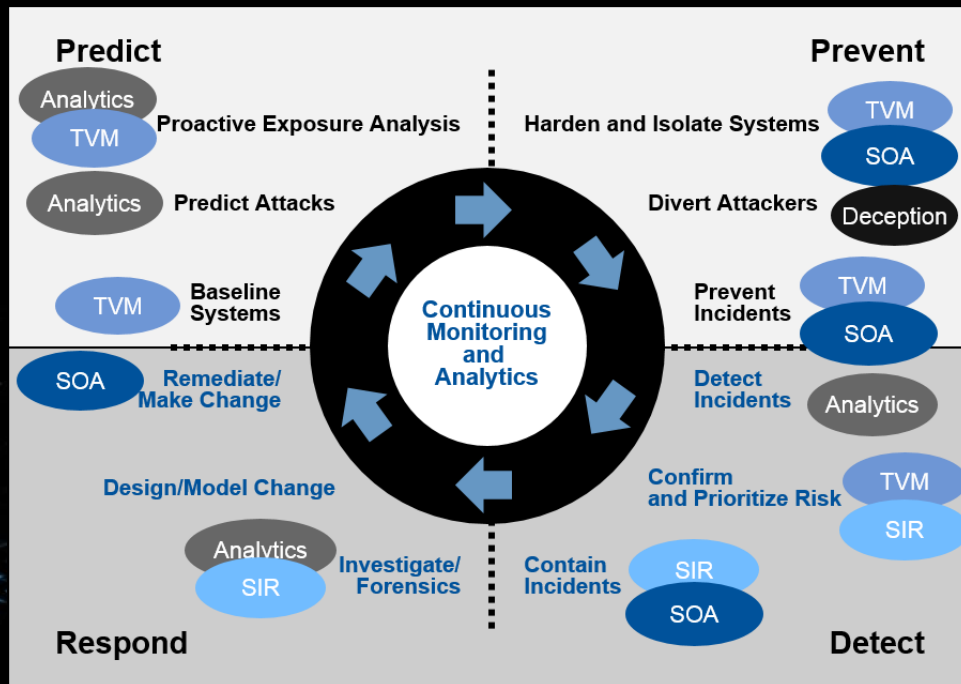 Predict
Analytics
TVM
Proactive Exposure Analysis
Analytics
Predict Attacks
TVM
Baseline
Systems
Prevent
Harden and Isolate Systems
TVM
SOA
Divert Attackers
Deception
Prevent
Incidents
TVM
SOA
Continuous
Monitoring
and
Analytics
SOA
Remediate/
Make Change
Design/Model Change
Analytics
SIR
Investigate/
Forensics
Respond
Detect
Incidents
Analytics
Confirm
and Prioritize Risk
TVM
SIR
Contain
Incidents
SIR
SOA
Detect